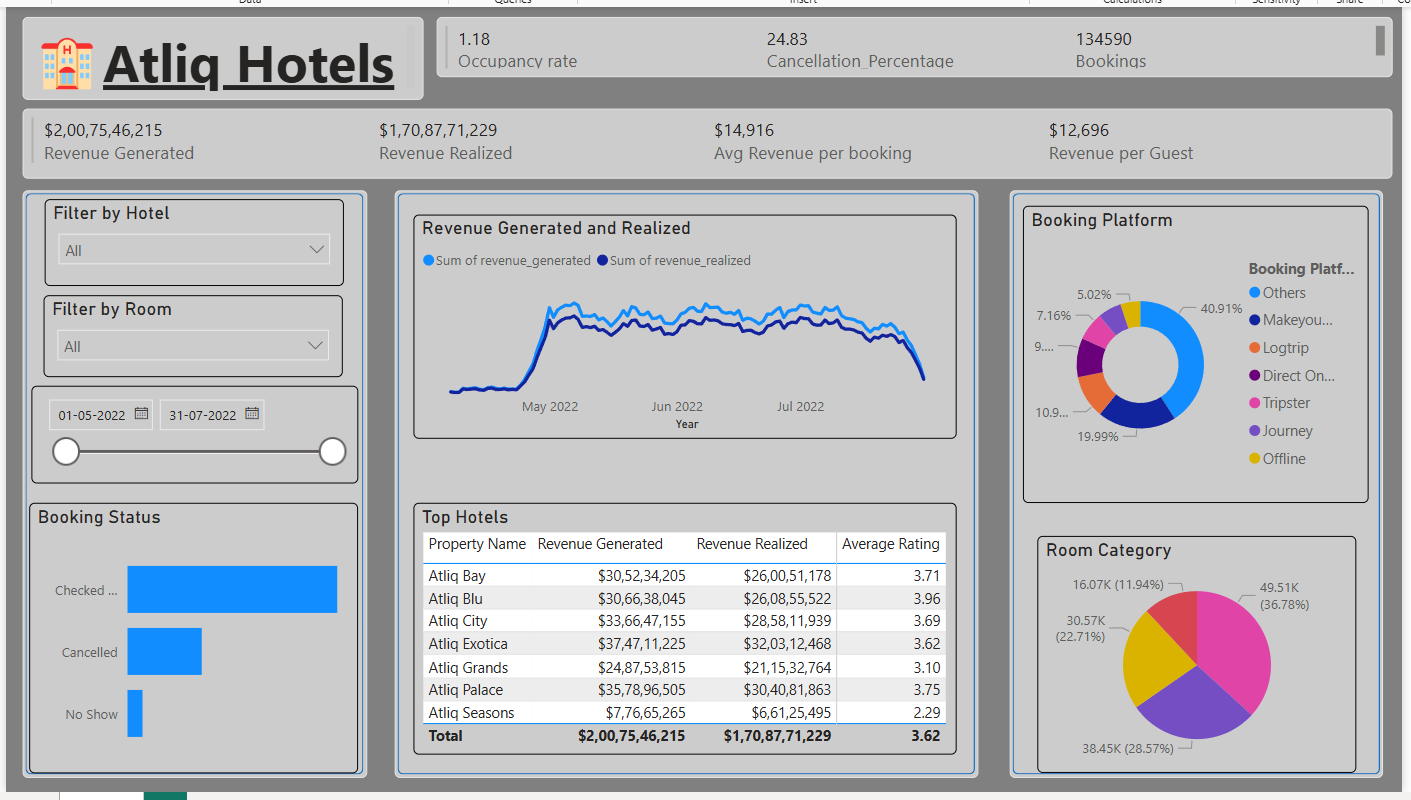 Data
Queries
Insert
Calculations
Sensitivity
Share
H
Atliq Hotels
1.18
Occupancy rate
24.83
Cancellation_Percentage
134590
Bookings
$2,00,75,46,215
Revenue Generated
$1,70,87,71,229
Revenue Realized
$14,916
Avg Revenue per booking
$12,696
Revenue per Guest
Filter by Hotel
All
Filter by Room
All
01-05-2022 31-07-2022
Booking Status
Checked ...
Cancelled
No Show
Revenue Generated and Realized
Sum of revenue_generated Sum of revenue_realized
May 2022 Jun 2022 Jul 2022
Year
Top Hotels
Property Name Revenue Generated Revenue Realized Average Rating
Atliq Bay $30,52,34,205 $26,00,51,178 3.71
Atliq Blu $30,66,38,045 $26,08,55,522 3.96
Atliq City $33,66,47,155 $28,58,11,939 3.69
Atliq Exotica $37,47,11,225 $32,03,12,468 3.62
Atliq Grands $24,87,53,815 $21,15,32,764 3.10
Atliq Palace $35,78,96,505 $30,40,81,863 3.75
Atliq Seasons $7,76,65,265 $6,61,25,495 2.29
Total $2,00,75,46,215 $1,70,87,71,229 3.62
Booking Platform
5.02%
7.16%
9....
10.9...
19.99%
40.91%
Booking Platf...
Others
Makeyou...
Logtrip
Direct On...
Tripster
Journey
Offline
Room Category
16.07K (11.94%)
49.51K
(36.78%)
30.57K
(22.71%)
38.45K (28.57%)